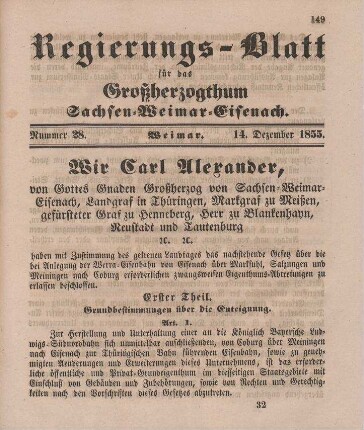 149
Regierungs-Blatt
für das
Großherzogthum
Sachsen-Weimar-Eisenach.
Nummer 28. Weimar. 14. Dezember 1855.
Wir Carl Alexander,
von Gottes Gnaden Großherzog von Sachsen-Weimar-
Eisenach, Landgraf in Thüringen, Markgraf zu Meißen,
gefürsteter Graf zu Henneberg, Herr zu Blankenhayn,
Neustadt und Tautenburg
ꝛc. ꝛc.
haben mit Zustimmung des getreuen Landtages das nachstehende Gesetz über die
bei Anlegung der Werra-Eisenbahn von Eisenach über Marksuhl, Salzungen und
Meiningen nach Coburg erforderlichen zwangsweisen Eigenthums-Abtretungen zu
erlassen beschlossen.
Erster Theil.
Grundbestimmungen über die Enteignung.
Art. 1.
Zur Herstellung und Unterhaltung einer an die Königlich Bayersche Lud-
wigs-Südnordbahn sich unmittelbar anschließenden, von Coburg über Meiningen
nach Eisenach zur Thüringischen Bahn führenden Eisenbahn, sowie zu geneh-
migten Aenderungen und Erweiterungen dieses Unternehmens, ist das erforder-
liche öffentliche und Privat-Grundeigenthum im diesseitigen Staatsgebiete mit
Einschluß von Gebäuden und Zubehörungen, sowie von Rechten und Gerechtig-
keiten nach den Vorschriften dieses Gesetzes abzutreten.
32